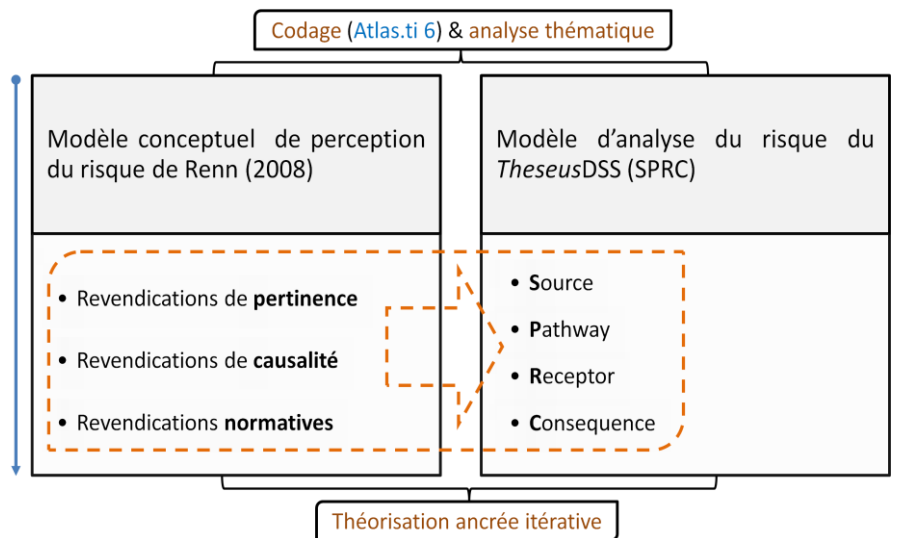 Codage (Atlas.ti 6) & analyse thématique
Modèle conceptuel de perception
du risque de Renn (2008)
Modèle d'analyse du risque du
TheseusDSS (SPRC)
• Revendications de pertinence
• Revendications de causalité
• Revendications normatives
• Source
• Pathway
• Receptor
• Consequence
Théorisation ancrée itérative